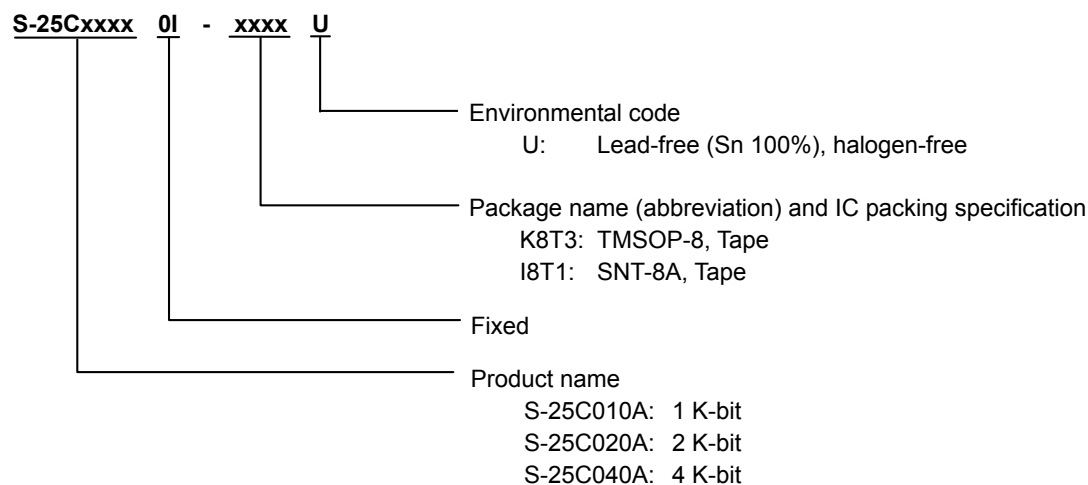 S-25Cxxxx 0I - xxxx U
Environmental code
U: Lead-free (Sn 100%), halogen-free
Package name (abbreviation) and IC packing specification
K8T3: TMSOP-8, Tape
I8T1: SNT-8A, Tape
Fixed
Product name
S-25C010A: 1 K-bit
S-25C020A: 2 K-bit
S-25C040A: 4 K-bit